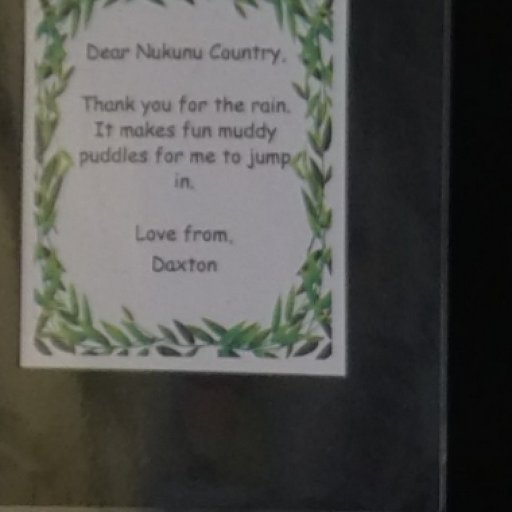 Dear Nukunu Country,
Thank you for the rain.
It makes fun muddy
puddles for me to jump
in.
Love from,
Daxton